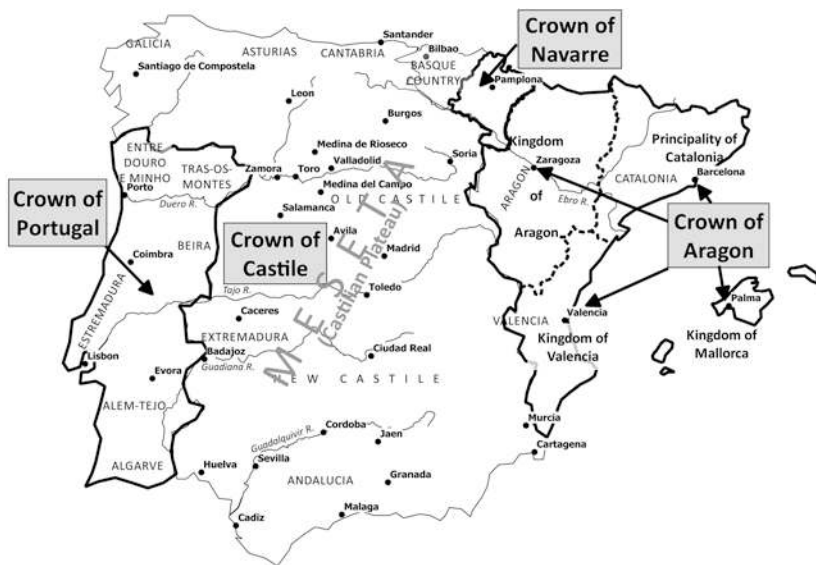 Crown of
Navarre
Santander
Bilbao
GALICIA
ASTURIAS
CANTABRIA
BASQUE
COUNTRY
Santiago de Compostela
Pamplona
Leon
Burgos
Kingdom
of
Aragon
ARAGON
Zaragoza
Ebro R.
Principality of
Catalonia
CATALONIA
Barcelona
ENTRE
DOURO
E MINHO
TRAS-OS-
MONTES
Porto
Duero R.
Medina de Rioseco
Valladolid
Soria
Zamora
Toro
Medina del Campo
OLD CASTILE
Salamanca
Crown of
Portugal
BEIRA
Crown of
Castile
Avila
Madrid
MESETA
(Castilian Plateau)
Crown of
Aragon
Coimbra
ESTREMADURA
Tajo R.
Toledo
Caceres
EXTREMADURA
Palma
Kingdom of
Mallorca
VALENCIA
Valencia
Kingdom of
Valencia
Lisbon
Badajoz
Guadiana R.
Ciudad Real
NEW CASTILE
Evora
ALEM-TEJO
ALGARVE
Murcia
Cartagena
Cordoba
Guadalquivir R.
Jaen
Huelva
Sevilla
ANDALUCIA
Granada
Malaga
Cadiz